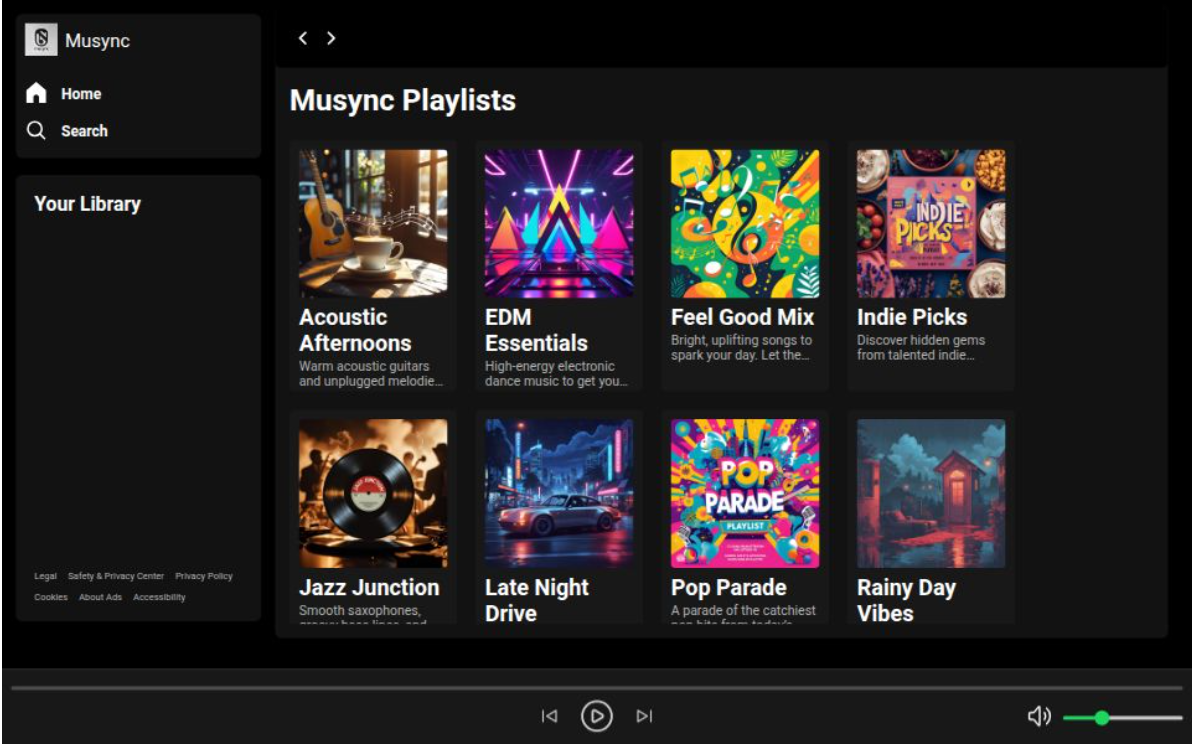 Musync
Home
Search
Your Library
Legal Safety & Privacy Center Privacy Policy
Cookies About Ads Accessibility
Musync Playlists
INDIE
PICKS
Acoustic
Afternoons
Warm acoustic guitars
and unplugged melodie...
EDM
Essentials
High-energy electronic
dance music to get you...
Feel Good Mix
Bright, uplifting songs to
spark your day. Let the...
Indie Picks
Discover hidden gems
from talented indie...
JAZZ JUNCTION
POP
PARADE
PLAYLIST
Jazz Junction
Smooth saxophones,
Late Night
Drive
Pop Parade
A parade of the catchiest
Rainy Day
Vibes